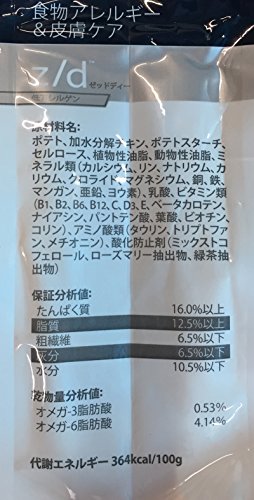 食物アレルギー
&皮膚ケア
z/d™ ゼッドディー
低アレルゲン
原材料名:
ポテト、加水分解チキン、ポテトスターチ、
セルロース、植物性油脂、動物性油脂、ミ
ネラル類(カルシウム、リン、ナトリウム、カ
リウム、クロライド、マグネシウム、銅、鉄、
マンガン、亜鉛、ヨウ素)、乳酸、ビタミン類
(B1、B2、B6、B12、C、D3、E、ベータカロテン、
ナイアシン、パントテン酸、葉酸、ビオチン、
コリン)、アミノ酸類(タウリン、トリプトファ
ン、メチオニン)、酸化防止剤(ミックストコ
フェロール、ローズマリー抽出物、緑茶抽
出物)
保証分析値:
たんぱく質 16.0%以上
脂質 12.5%以上
粗繊維 6.5%以下
灰分 6.5%以下
水分 10.5%以下
乾物量分析値:
オメガ-3脂肪酸 0.53%
オメガ-6脂肪酸 4.14%
代謝エネルギー 364kcal/100g